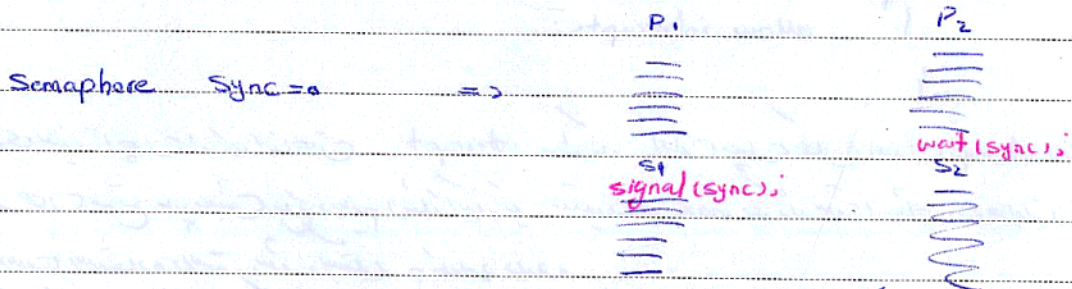 P1 P2
Semaphore Sync=0 =>
wait(sync);
S1 S2
signal(sync);